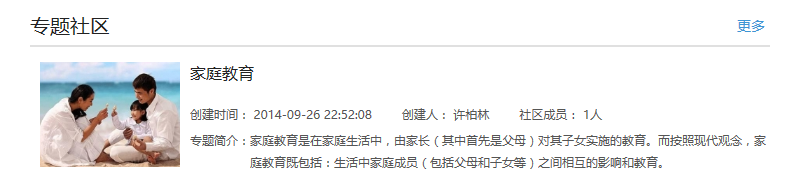 专题社区
更多
家庭教育
创建时间： 2014-09-26 22:52:08 创建人： 许柏林 社区成员： 1人
专题简介：家庭教育是在家庭生活中，由家长（其中首先是父母）对其子女实施的教育。而按照现代观念，家
庭教育既包括：生活中家庭成员（包括父母和子女等）之间相互的影响和教育。